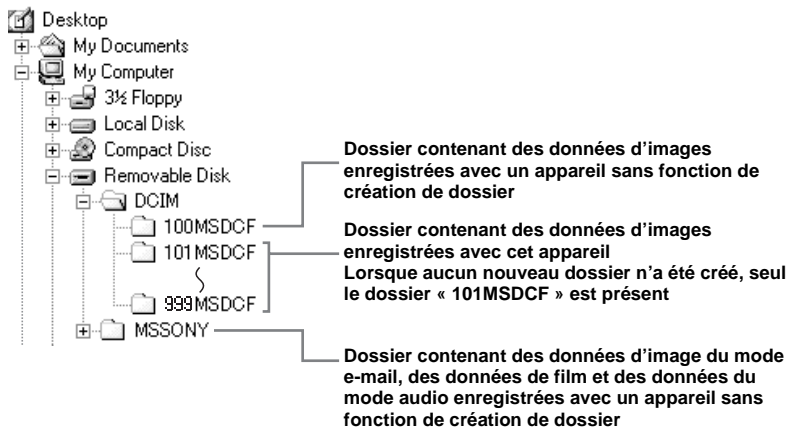 Desktop
My Documents
My Computer
3½ Floppy
Local Disk
Compact Disc
Removable Disk
DCIM
100MSDCF
101MSDCF
999MSDCF
MSSONY
Dossier contenant des données d'images
enregistrées avec un appareil sans fonction de
création de dossier
Dossier contenant des données d'images
enregistrées avec cet appareil
Lorsque aucun nouveau dossier n'a été créé, seul
le dossier « 101MSDCF » est présent
Dossier contenant des données d'image du mode
e-mail, des données de film et des données du
mode audio enregistrées avec un appareil sans
fonction de création de dossier